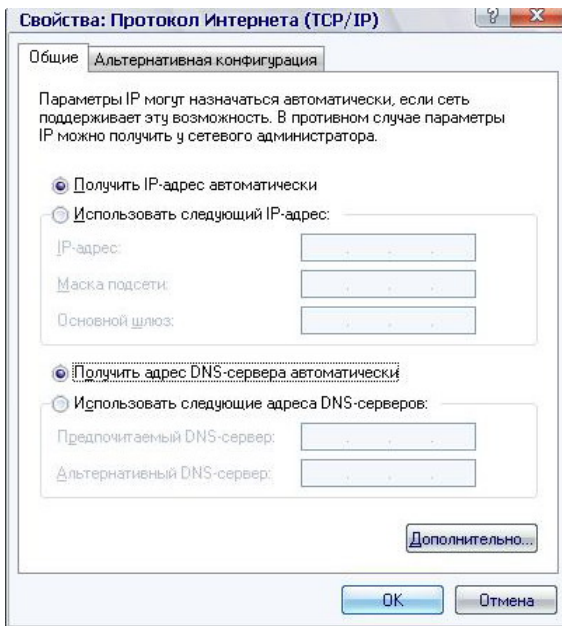 Свойства: Протокол Интернета (TCP/IP)
? X
Общие Альтернативная конфигурация
Параметры IP могут назначаться автоматически, если сеть
поддерживает эту возможность. В противном случае параметры
IP можно получить у сетевого администратора.
Получить IP-адрес автоматически
Использовать следующий IP-адрес:
IP-адрес:
Маска подсети:
Основной шлюз:
Получить адрес DNS-сервера автоматически
Использовать следующие адреса DNS-серверов:
Предпочитаемый DNS-сервер:
Альтернативный DNS-сервер:
Дополнительно...
OK Отмена